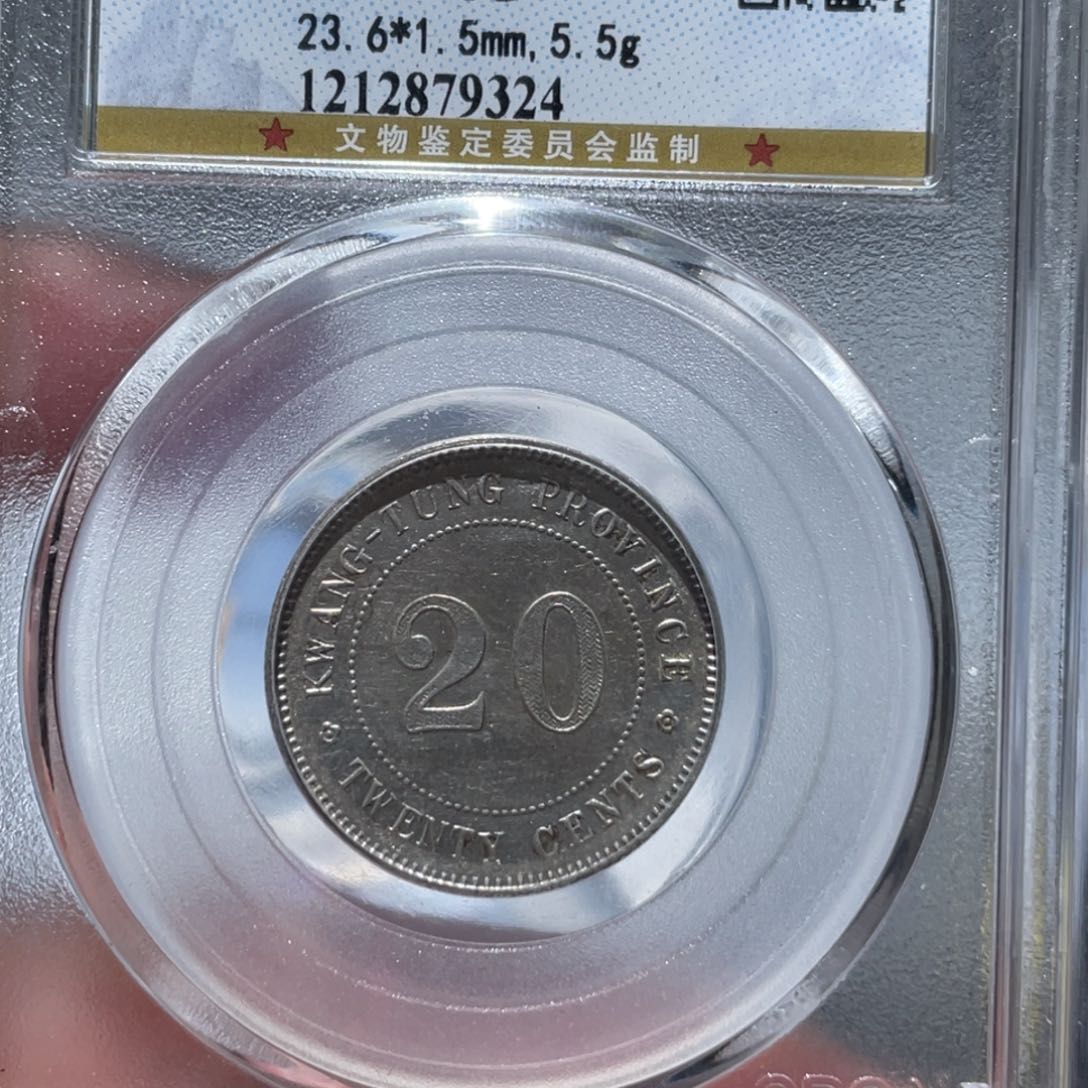 23.6*1.5mm,5.5g
1212879324
文物鉴定委员会监制
KWANG-TUNG PROVINCE
20
TWENTY CENTS